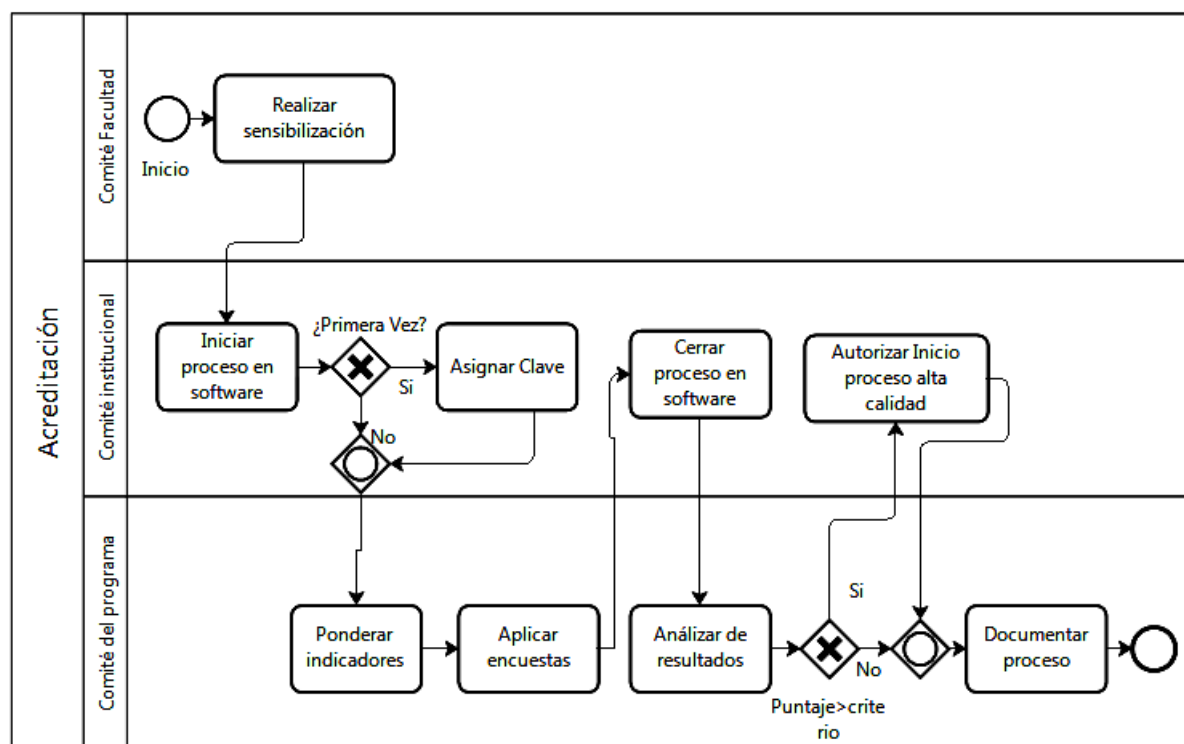 Acreditación
Comité Facultad
Inicio
Realizar
sensibilización
Comité institucional
Iniciar
proceso en
software
¿Primera Vez?
Si
No
Asignar Clave
Cerrar
proceso en
software
Autorizar Inicio
proceso alta
calidad
Comité del programa
Ponderar
indicadores
Aplicar
encuestas
Análizar de
resultados
Si
No
Puntaje>crite
rio
Documentar
proceso